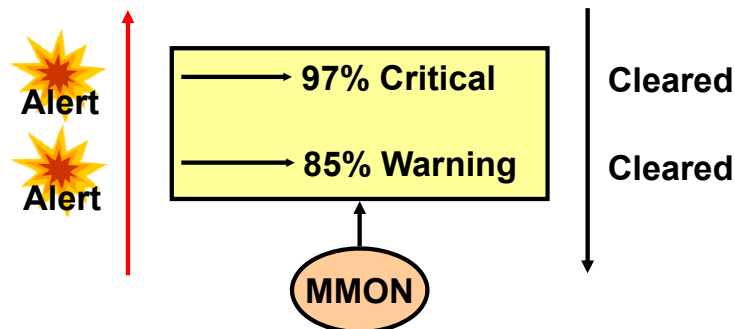 Alert
97% Critical
Cleared
Alert
85% Warning
Cleared
MMON